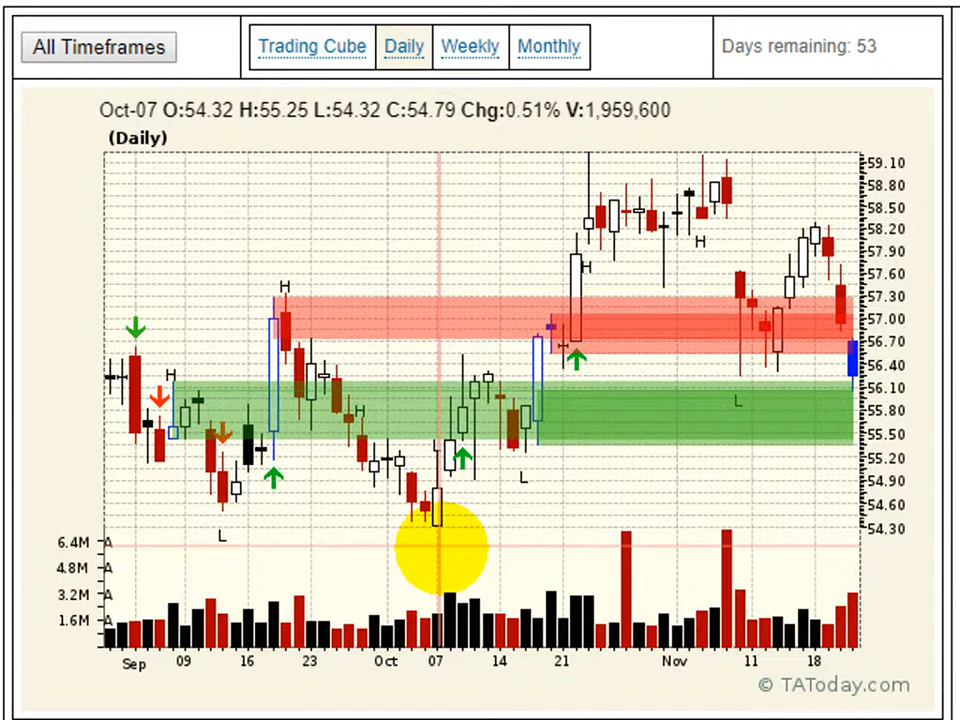 All Timeframes
Trading Cube Daily Weekly Monthly
Days remaining: 53
Oct-07 O:54.32 H:55.25 L:54.32 C:54.79 Chg:0.51% V:1,959,600
(Daily)
59.10
58.80
58.50
58.20
57.90
57.60
57.30
57.00
56.70
56.40
56.10
55.80
55.50
55.20
54.90
54.60
54.30
H
H
H
H
H
L
L
L
6.4M A
4.8M A
3.2M A
1.6M A
Sep 09 16 23 Oct 07 14 21 Nov 11 18
© TAToday.com